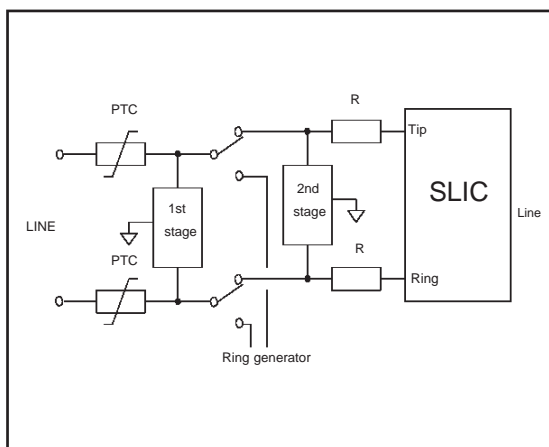 PTC
R
Tip
1st
stage
2nd
stage
SLIC
Line
LINE
PTC
R
Ring
Ring generator